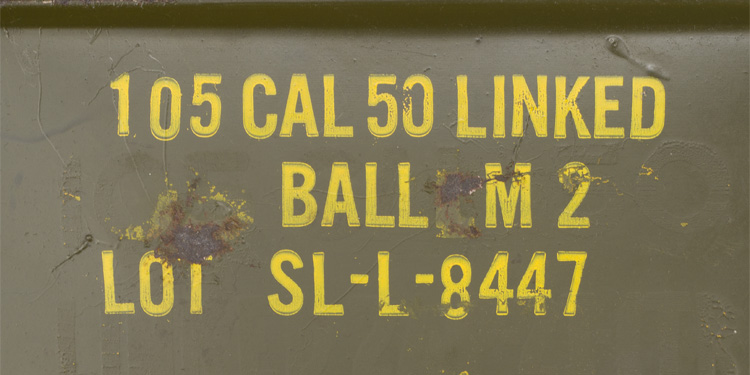 105 CAL 50 LINKED
BALL M 2
LOT SL-L-8447